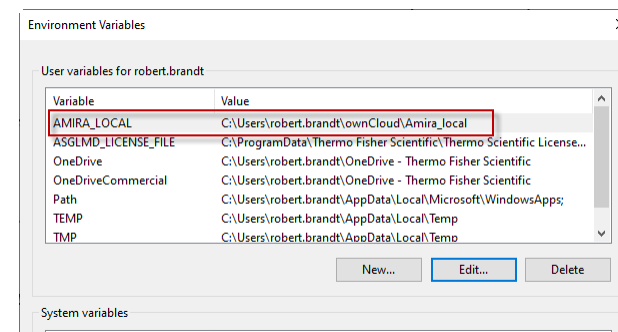 Environment Variables
User variables for robert.brandt
Variable Value
AMIRA_LOCAL C:\Users\robert.brandt\ownCloud\Amira_local
ASGLMD_LICENSE_FILE C:\ProgramData\Thermo Fisher Scientific\Thermo Scientific License...
OneDrive C:\Users\robert.brandt\OneDrive - Thermo Fisher Scientific
OneDriveCommercial C:\Users\robert.brandt\OneDrive - Thermo Fisher Scientific
Path C:\Users\robert.brandt\AppData\Local\Microsoft\WindowsApps;
TEMP C:\Users\robert.brandt\AppData\Local\Temp
TMP C:\Users\robert.brandt\AppData\Local\Temp
New... Edit... Delete
System variables